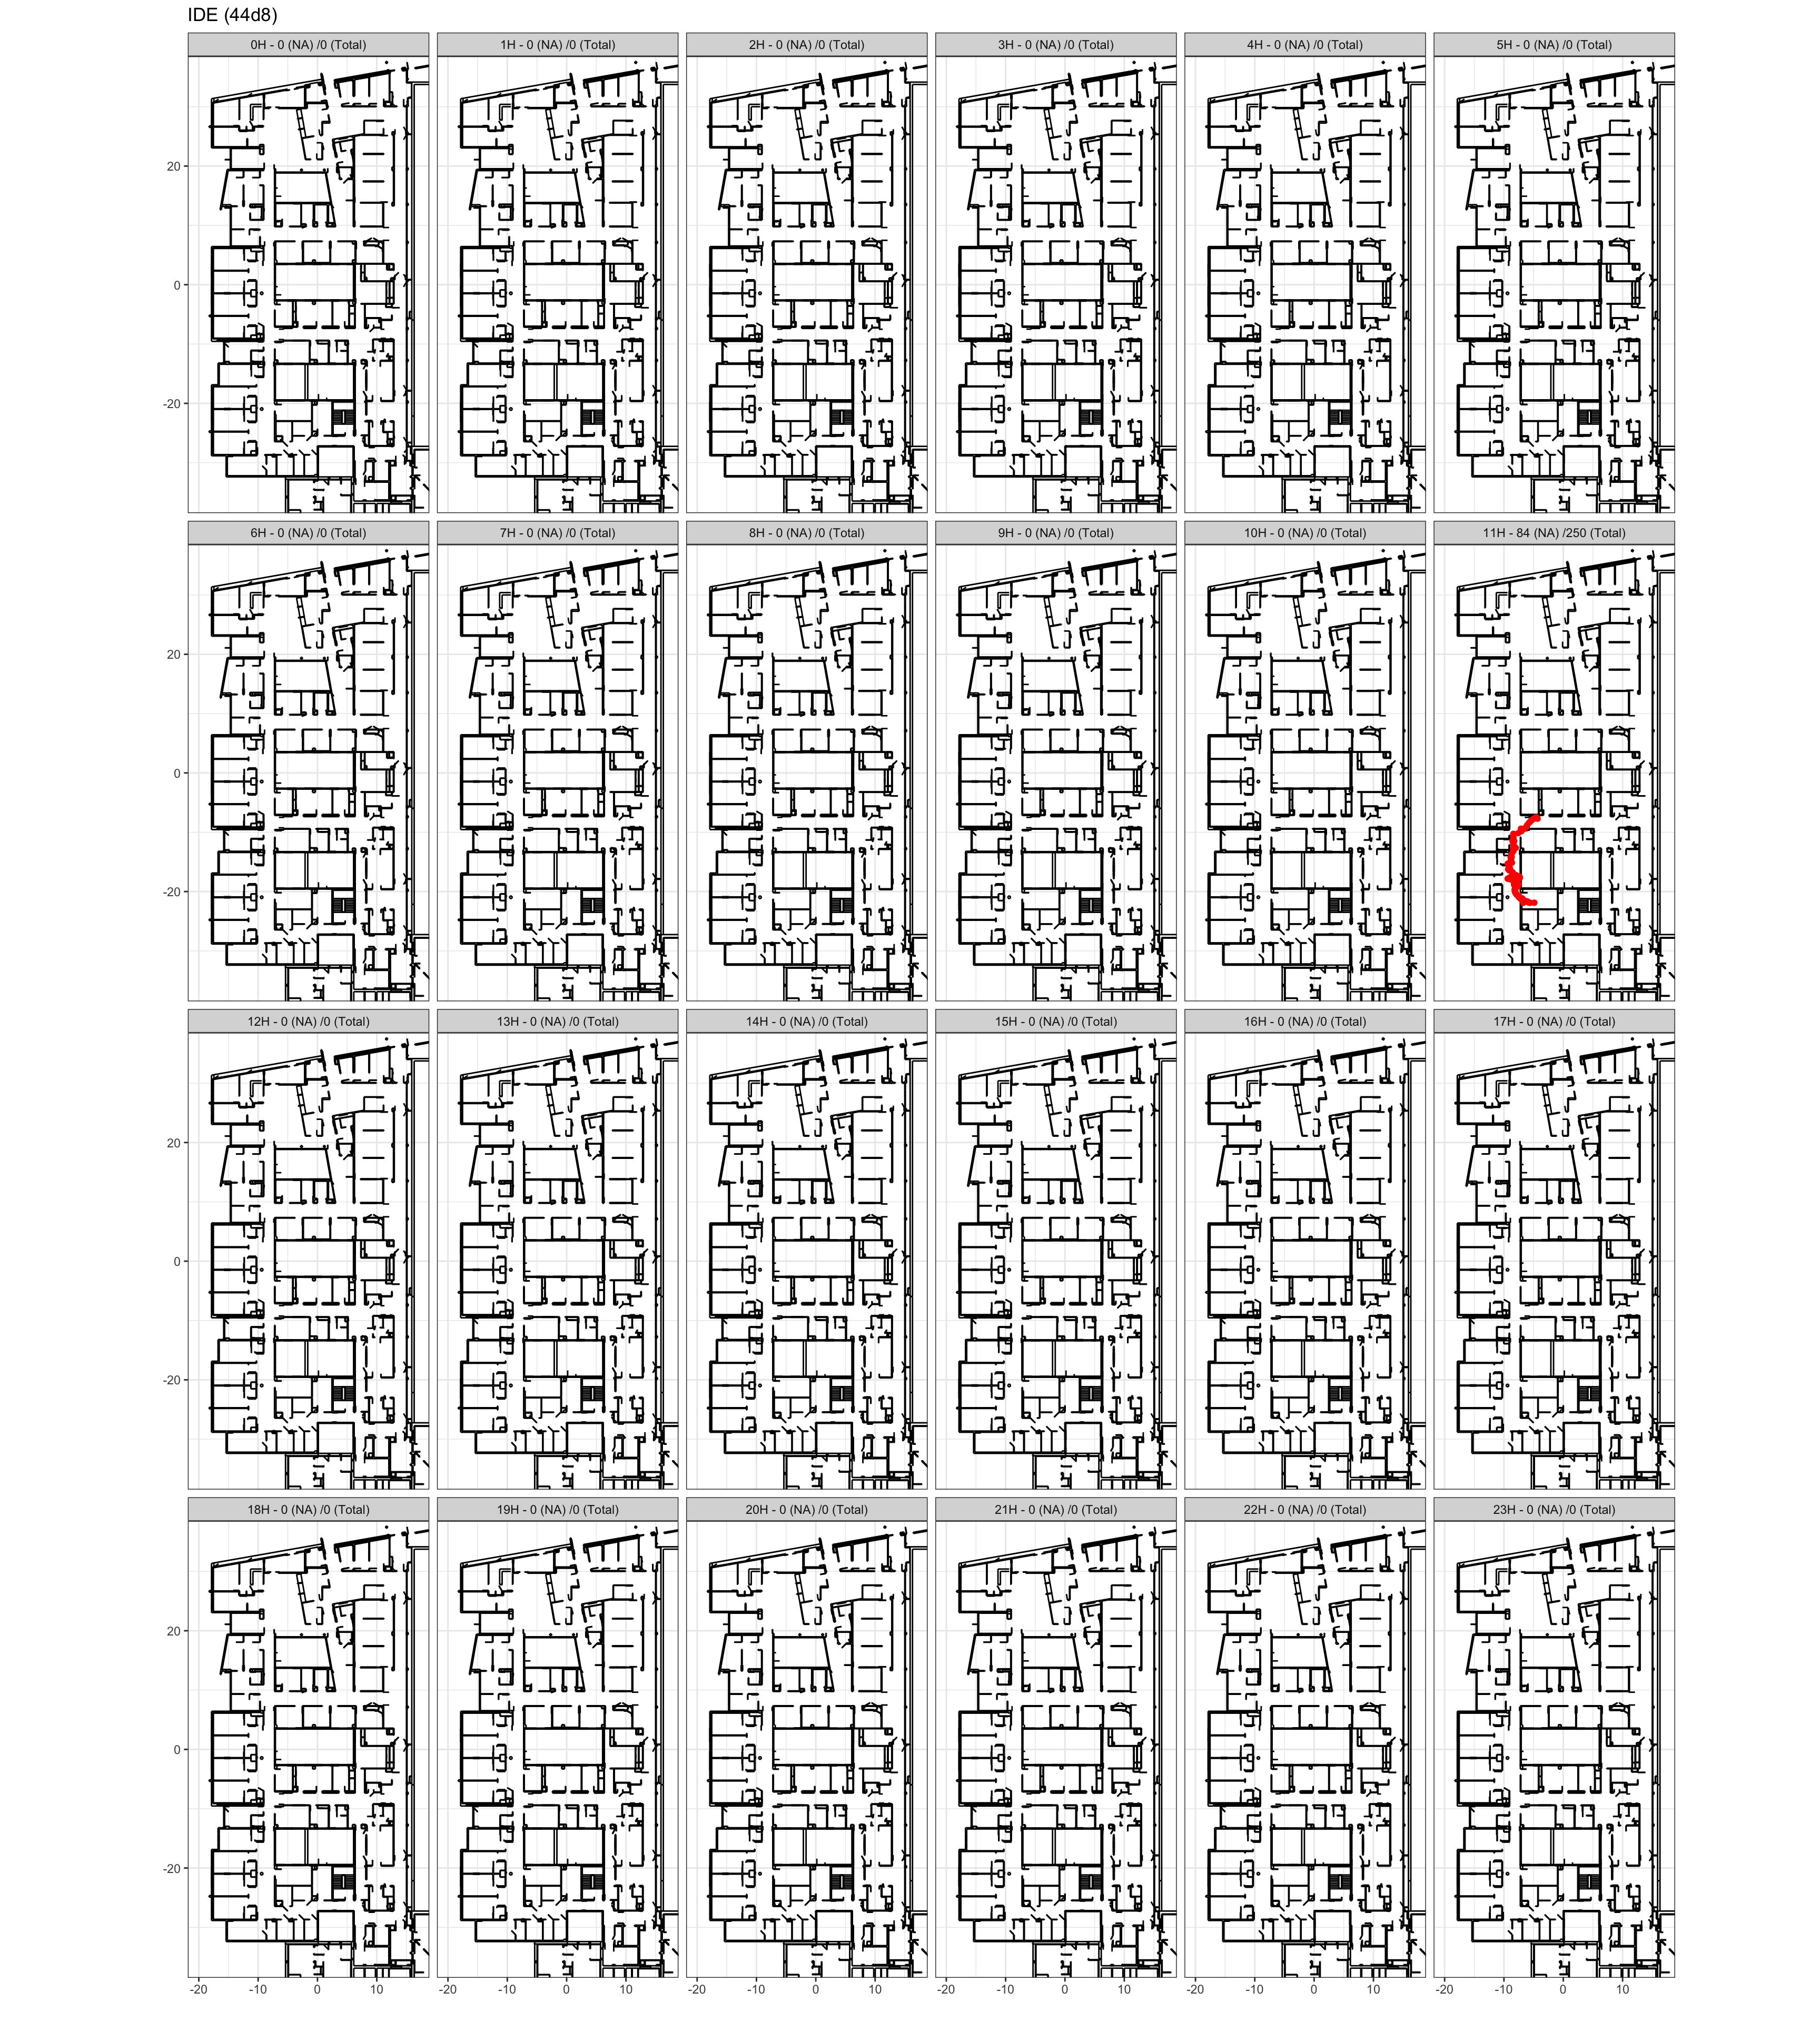 IDE (44d8)
0H - 0 (NA) /0 (Total) 1H - 0 (NA) /0 (Total) 2H - 0 (NA) /0 (Total) 3H - 0 (NA) /0 (Total) 4H - 0 (NA) /0 (Total) 5H - 0 (NA) /0 (Total)
20
0
-20
6H - 0 (NA) /0 (Total) 7H - 0 (NA) /0 (Total) 8H - 0 (NA) /0 (Total) 9H - 0 (NA) /0 (Total) 10H - 0 (NA) /0 (Total) 11H - 84 (NA) /250 (Total)
20
0
-20
12H - 0 (NA) /0 (Total) 13H - 0 (NA) /0 (Total) 14H - 0 (NA) /0 (Total) 15H - 0 (NA) /0 (Total) 16H - 0 (NA) /0 (Total) 17H - 0 (NA) /0 (Total)
20
0
-20
18H - 0 (NA) /0 (Total) 19H - 0 (NA) /0 (Total) 20H - 0 (NA) /0 (Total) 21H - 0 (NA) /0 (Total) 22H - 0 (NA) /0 (Total) 23H - 0 (NA) /0 (Total)
20
0
-20
-20 -10 0 10 -20 -10 0 10 -20 -10 0 10 -20 -10 0 10 -20 -10 0 10 -20 -10 0 10